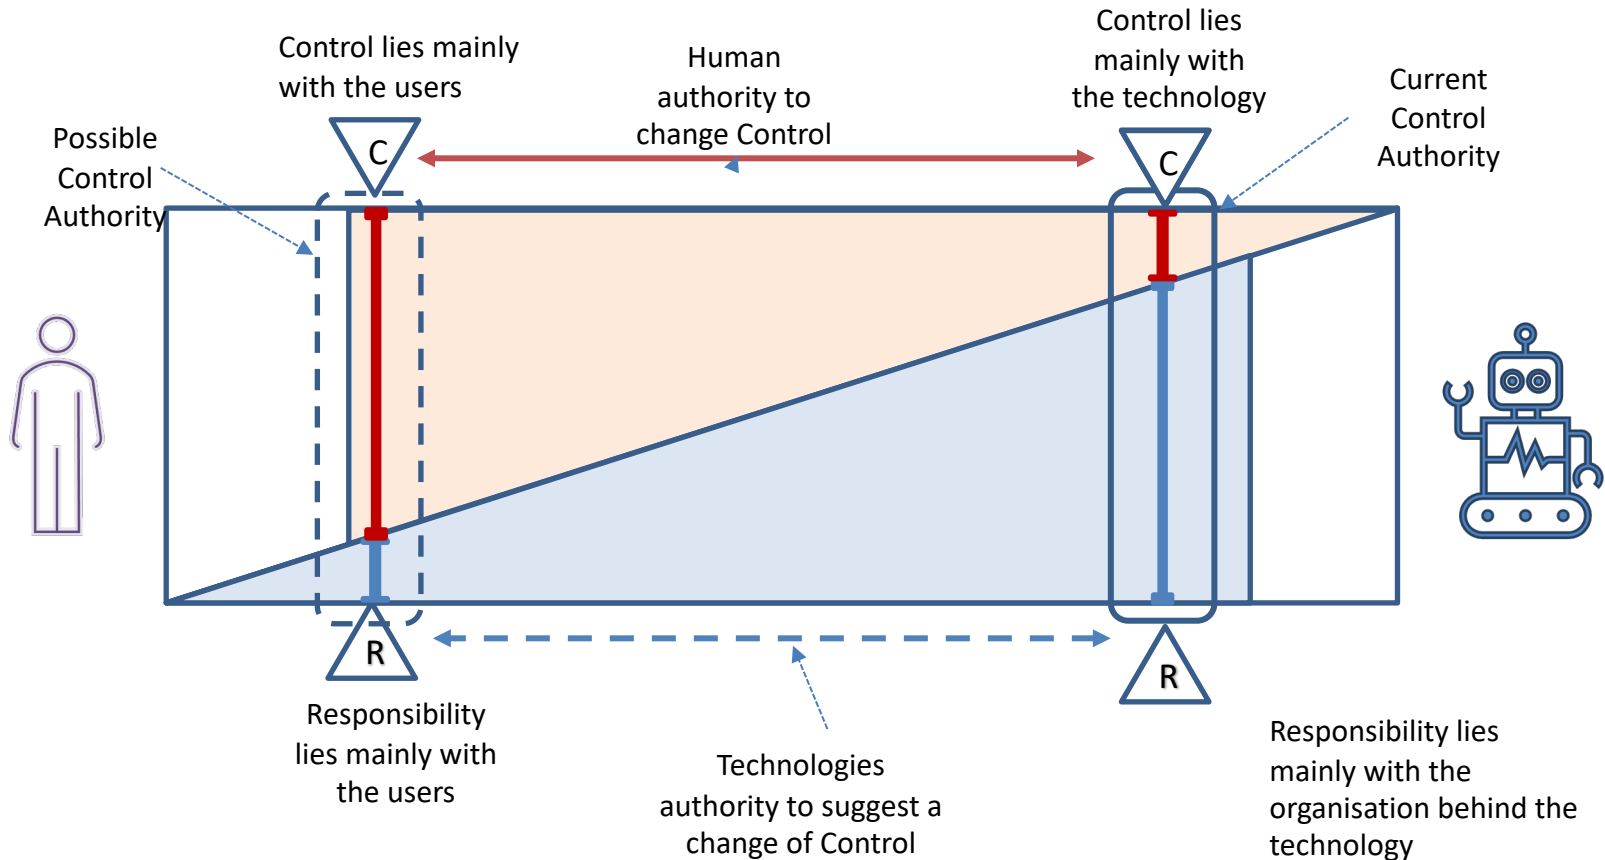 Control lies mainly
with the users
Human
authority to
change Control
Control lies
mainly with
the technology
Current
Control
Authority
Possible
Control
Authority
C
C
R
R
Responsibility
lies mainly with
the users
Technologies
authority to suggest a
change of Control
Responsibility lies
mainly with the
organisation behind the
technology